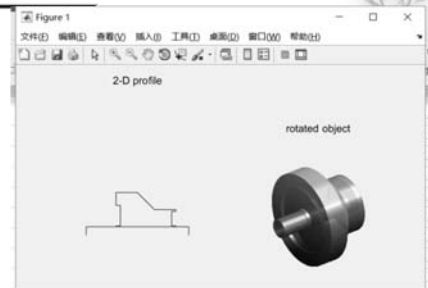 Figure 1
文件(F) 编辑(E) 查看(V) 插入(I) 工具(T) 桌面(D) 窗口(W) 帮助(H)
2-D profile
rotated object